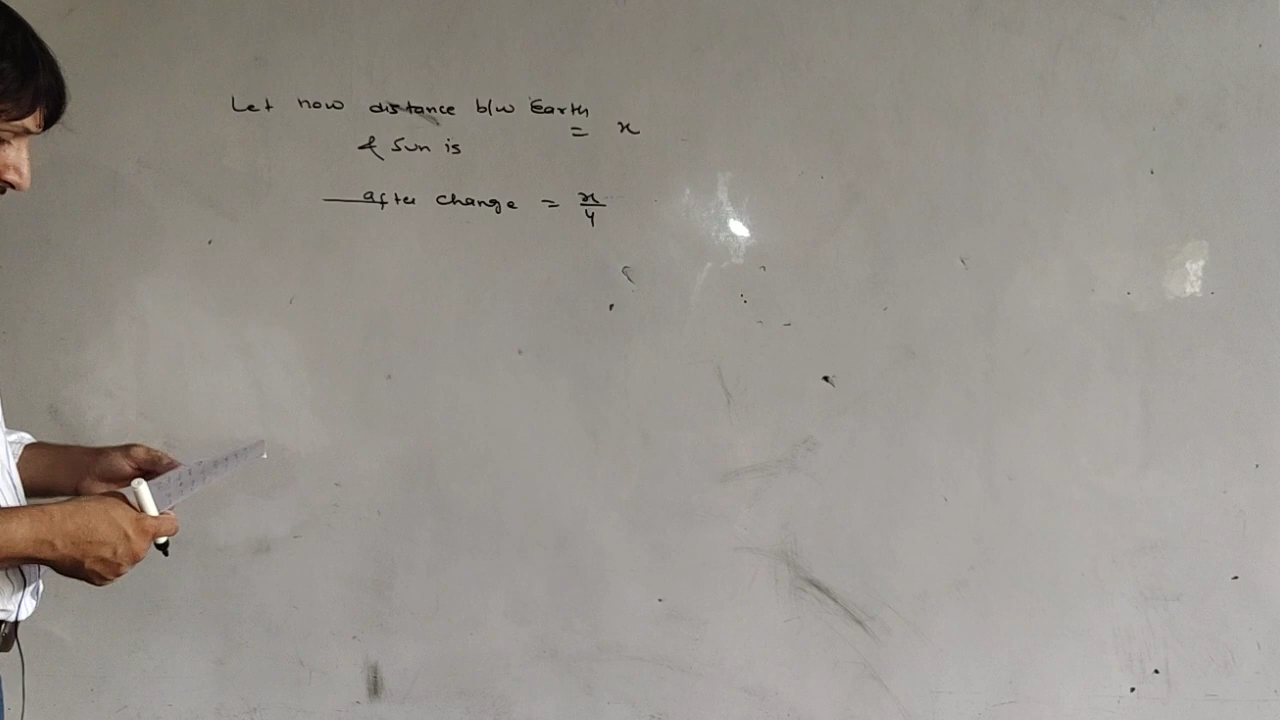 Let now distance b/w Earth
& Sun is = x
after change = x/4